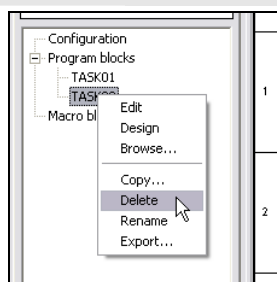 Configuration
Program blocks
TASK01
Macro bl
Edit
Design
Browse...
Copy...
Delete
Rename
Export...
1
2